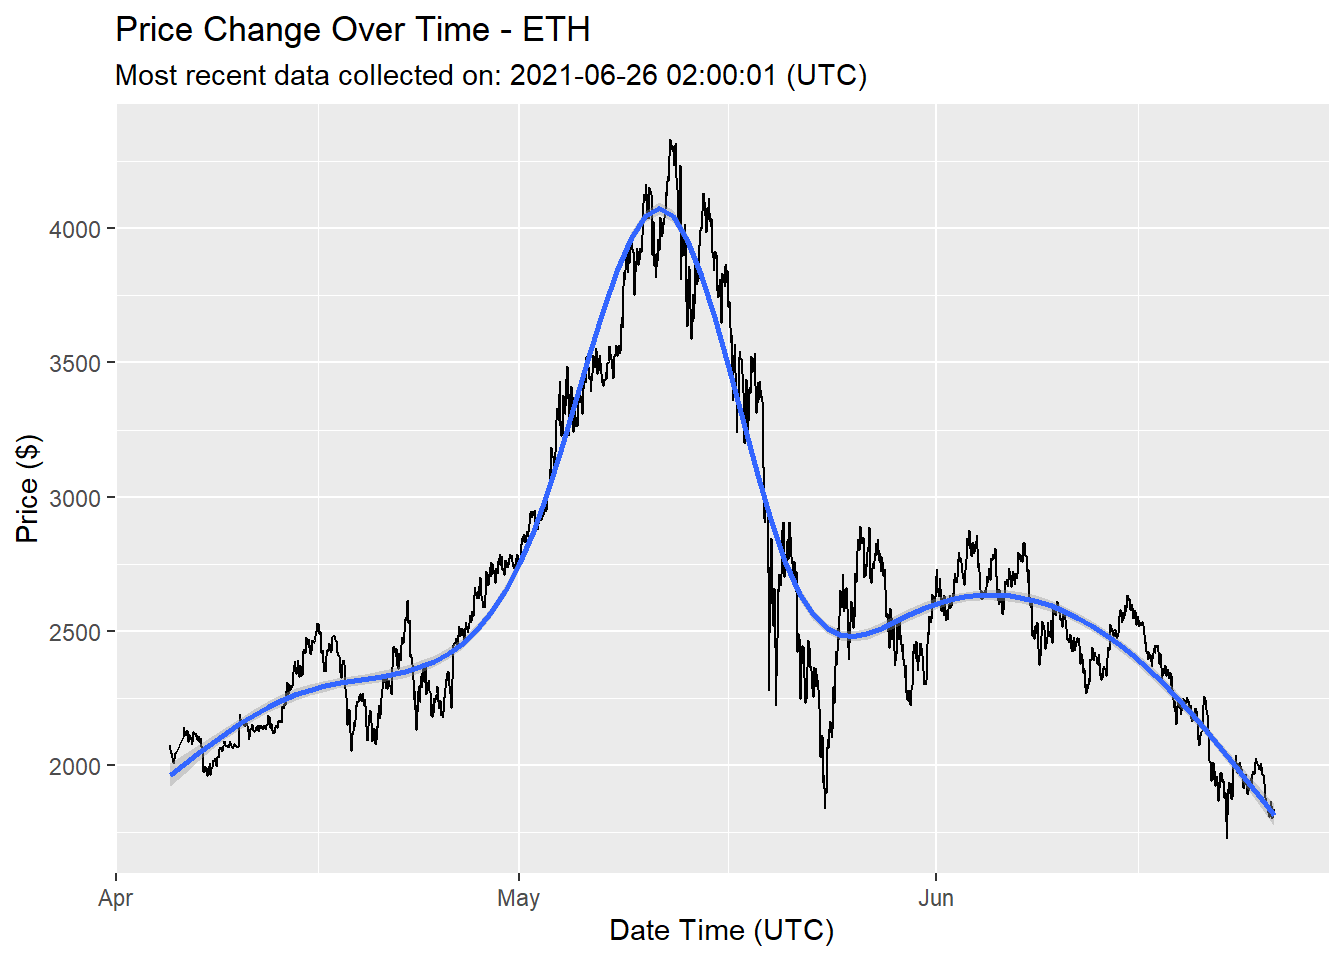 Price Change Over Time - ETH
Most recent data collected on: 2021-06-26 02:00:01 (UTC)
Price ($)
4000
3500
3000
2500
2000
Apr
May
Jun
Date Time (UTC)